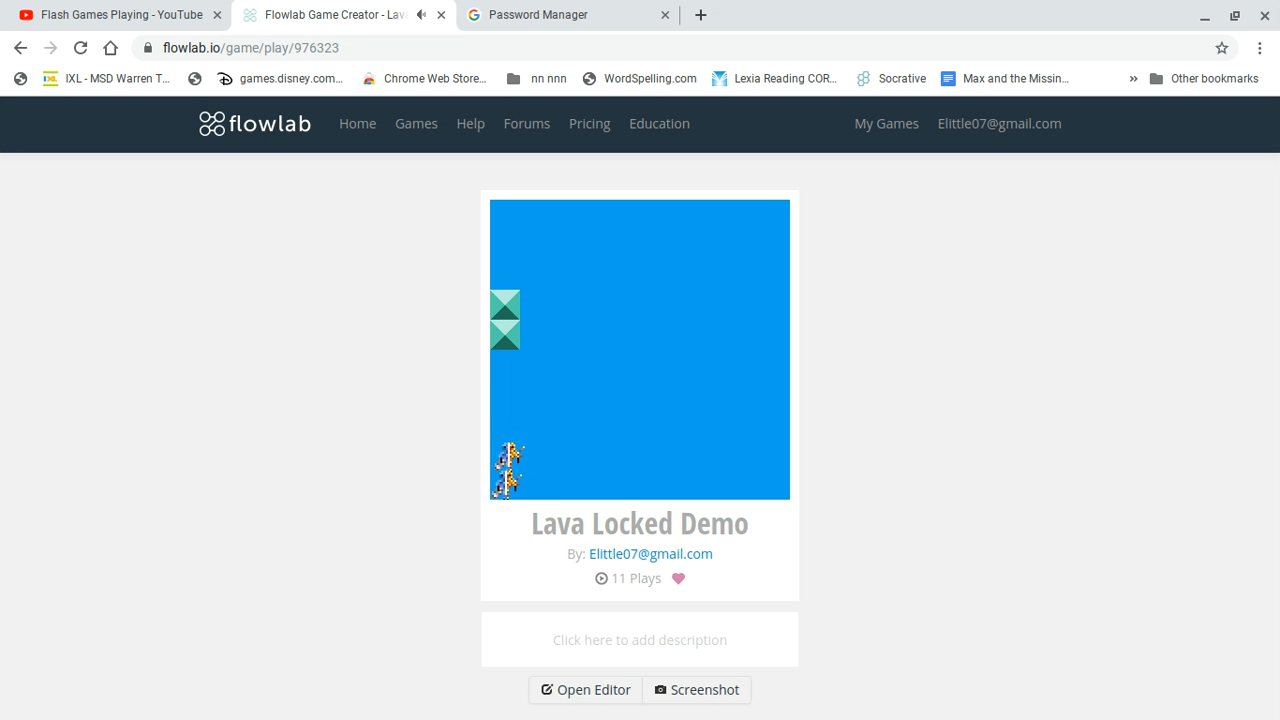 Flash Games Playing - YouTube
Flowlab Game Creator - Lav
Password Manager
flowlab.io/game/play/976323
IXL - MSD Warren T...
games.disney.com...
Chrome Web Store...
nn nnn
WordSpelling.com
Lexia Reading COR...
Socrative
Max and the Missin...
»
Other bookmarks
flowlab
Home
Games
Help
Forums
Pricing
Education
My Games
Elittle07@gmail.com
Lava Locked Demo
By: Elittle07@gmail.com
11 Plays
Click here to add description
Open Editor
Screenshot